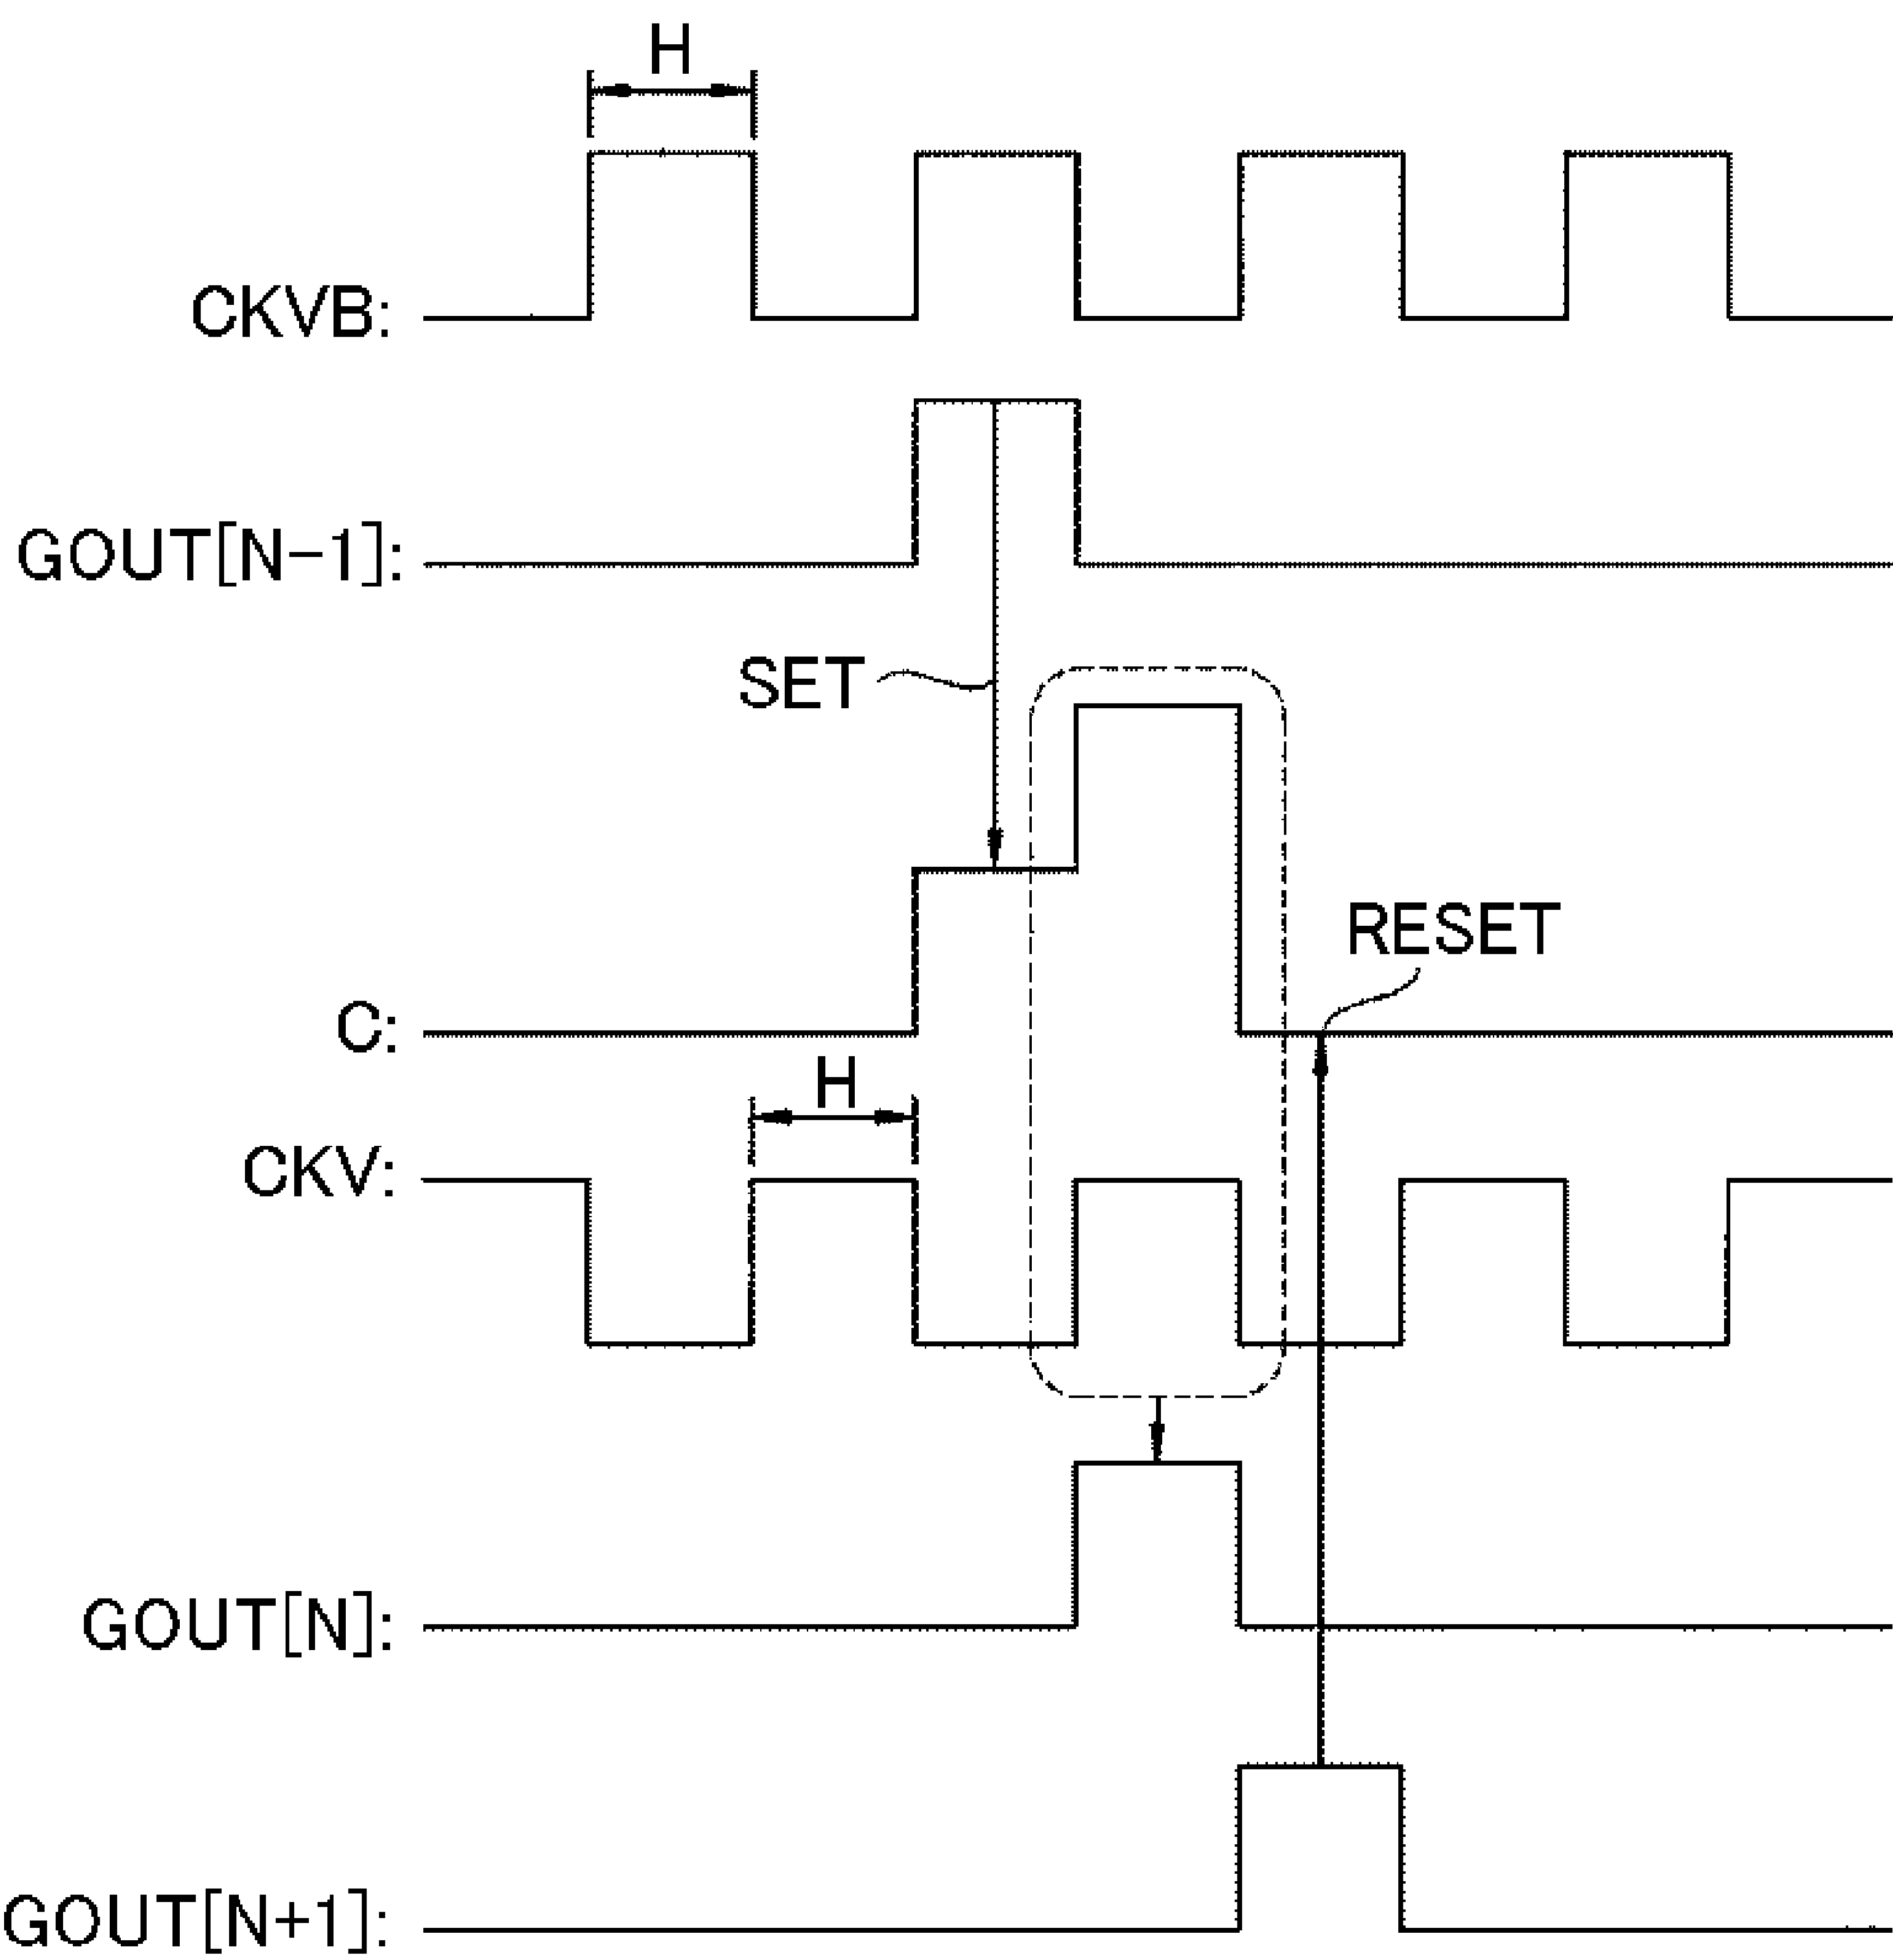 H
CKVB:
GOUT[N-1]:
SET
RESET
C:
H
CKV:
GOUT[N]:
GOUT[N+1]: